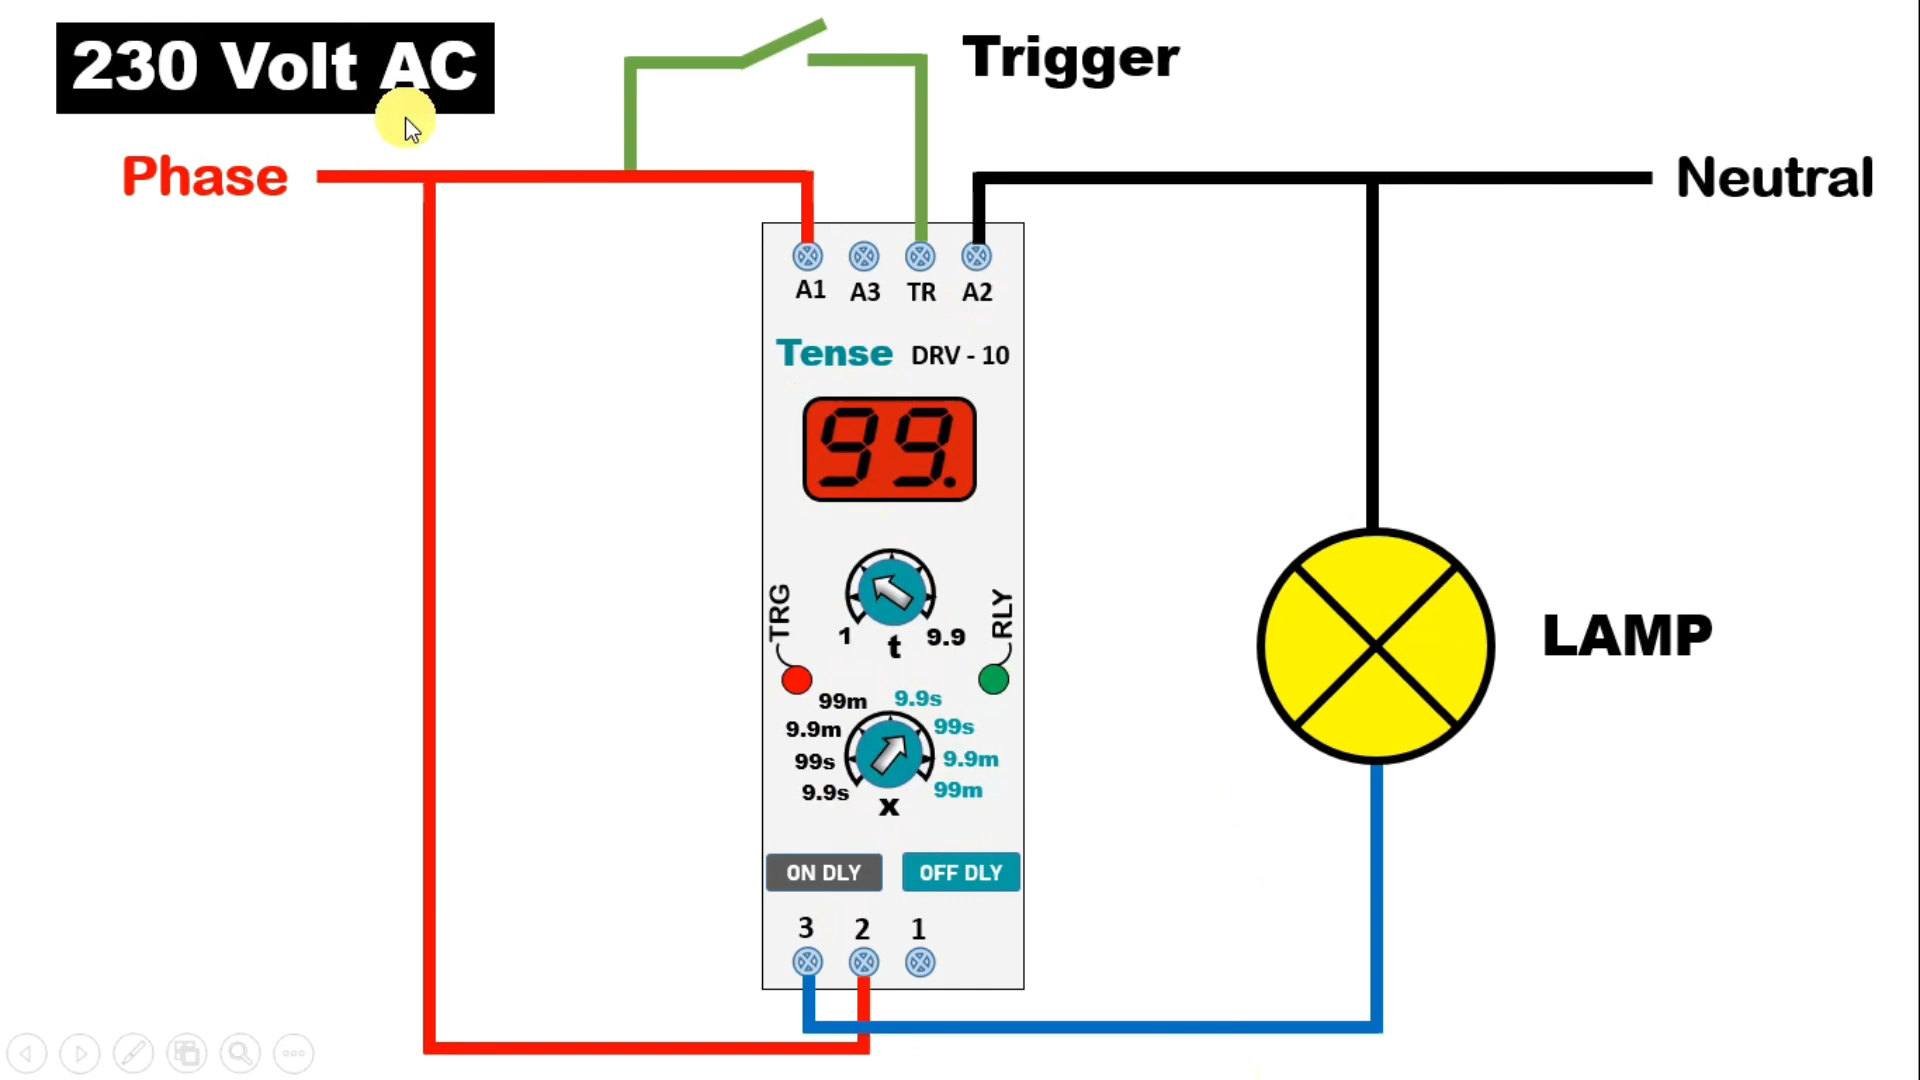 230 Volt AC
Trigger
Phase
Neutral
A1 A3 TR A2
Tense DRV - 10
99.
TRG
RLY
1 t 9.9
99m 9.9s
9.9m 99s
99s 9.9m
9.9s 99m
x
LAMP
ON DLY OFF DLY
3 2 1